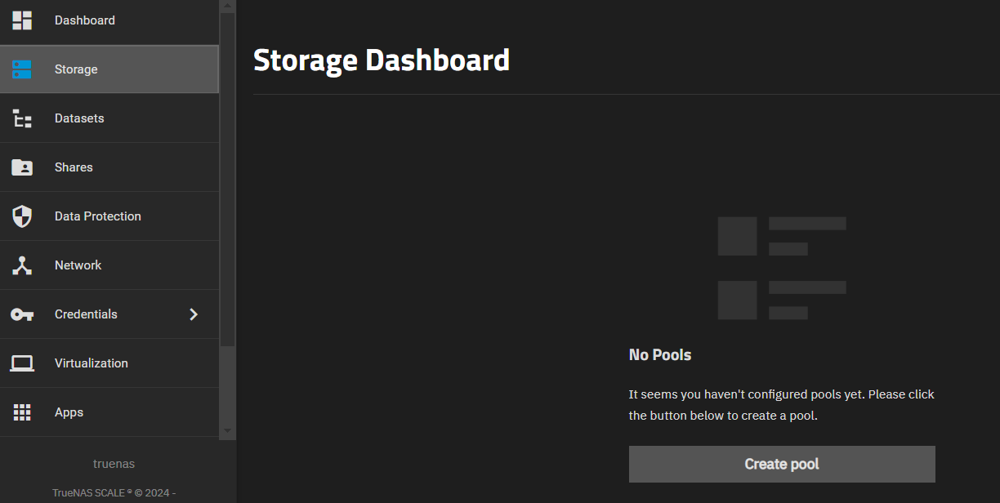 Dashboard
Storage
Datasets
Shares
Data Protection
Network
Credentials
Virtualization
Apps
truenas
TrueNAS SCALE ® © 2024 -
Storage Dashboard
No Pools
It seems you haven't configured pools yet. Please click
the button below to create a pool.
Create pool